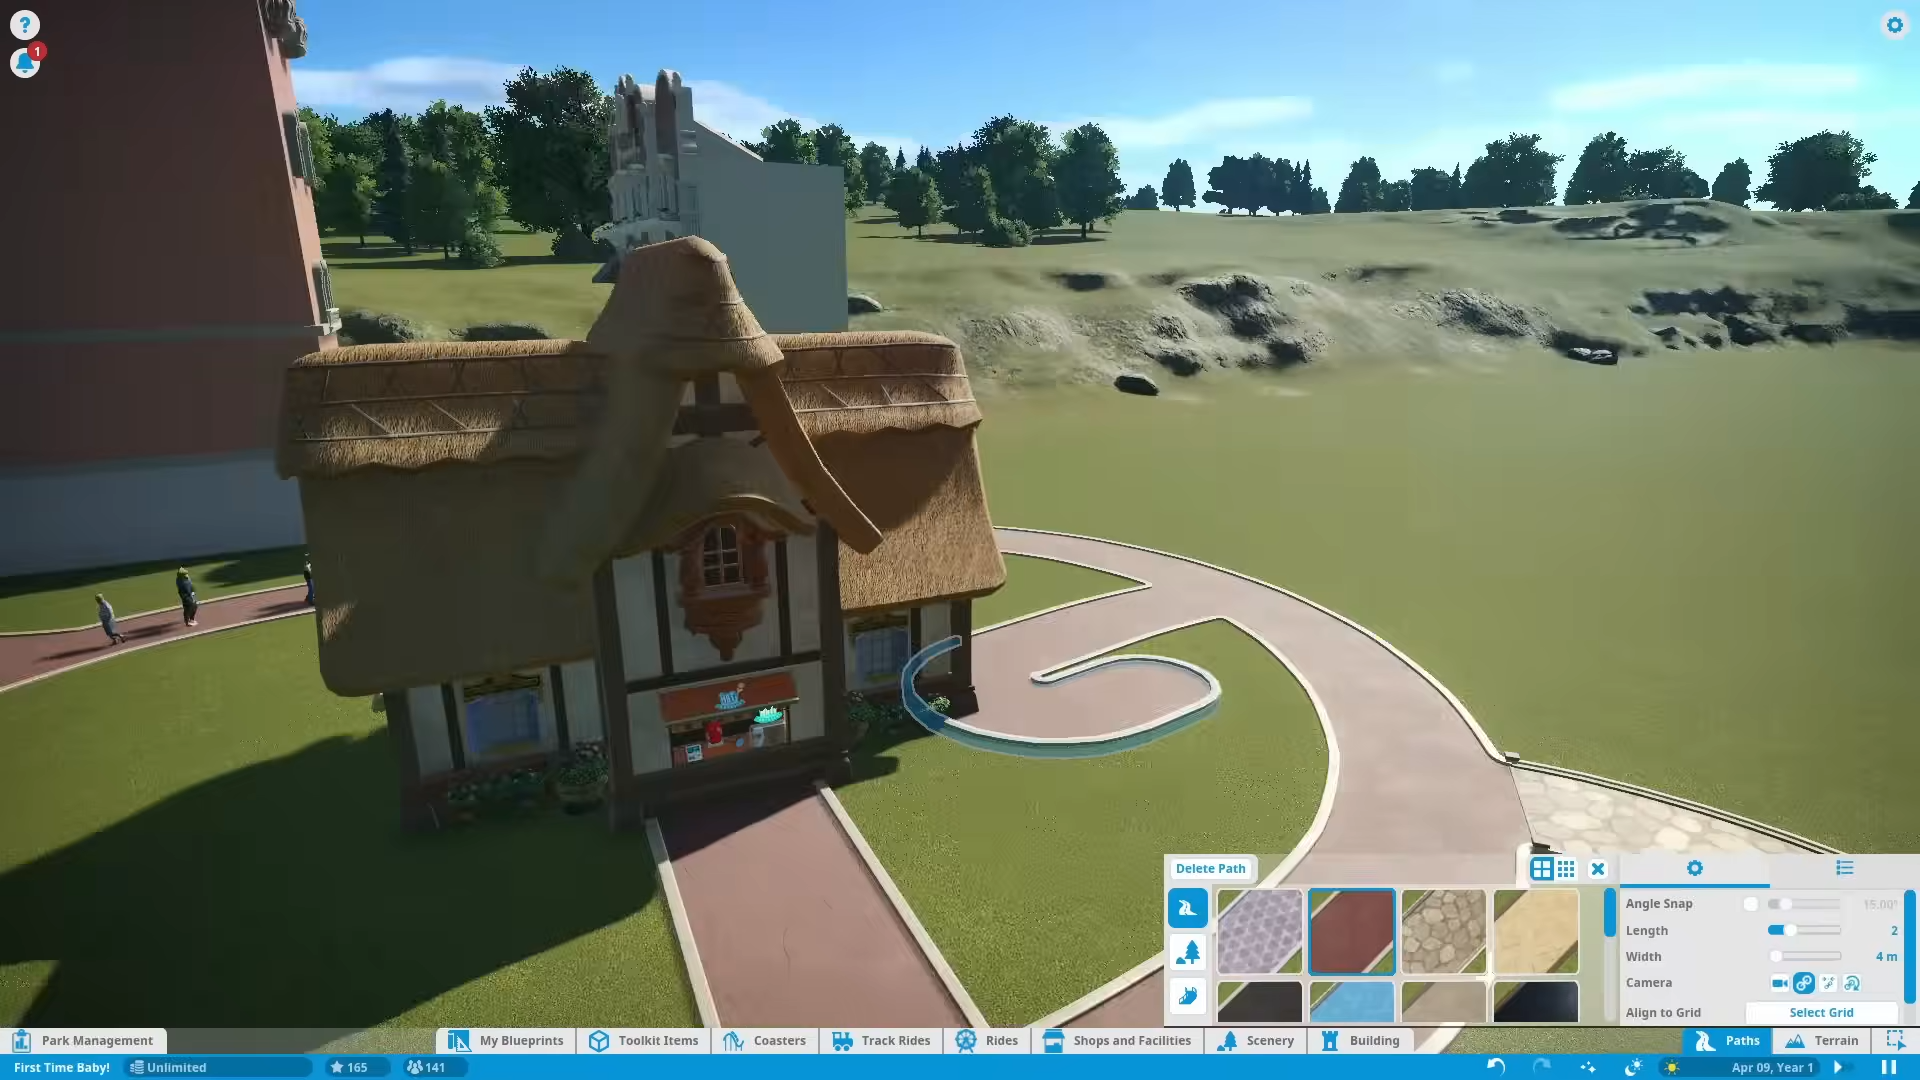 ?
1
Delete Path
Angle Snap 15.00°
Length 2
Width 4 m
Camera
Align to Grid Select Grid
Park Management My Blueprints Toolkit Items Coasters Track Rides Rides Shops and Facilities Scenery Building Paths Terrain
First Time Baby! Unlimited 165 141 Apr 09, Year 1